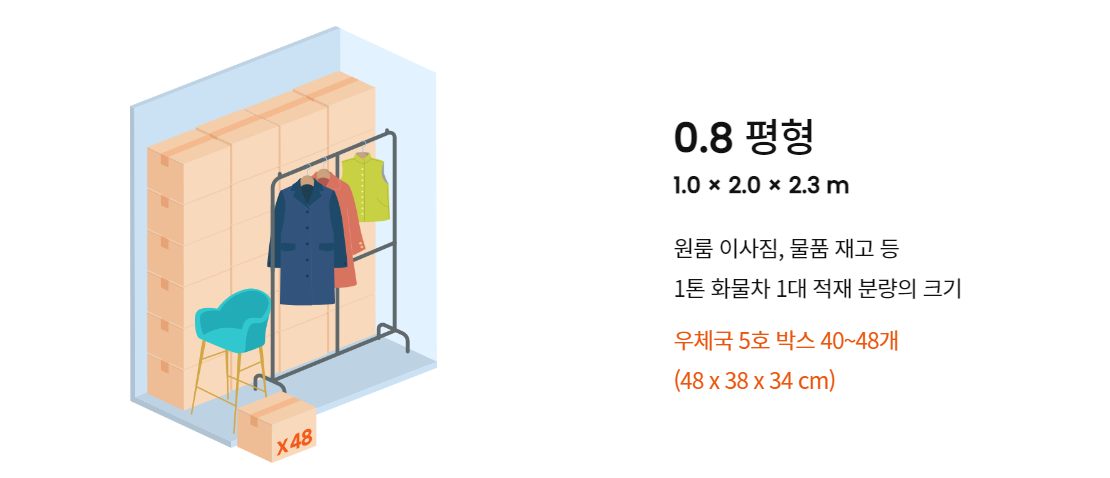 0.8 평형
1.0 × 2.0 × 2.3 m
원룸 이사짐, 물품 재고 등
1톤 화물차 1대 적재 분량의 크기
우체국 5호 박스 40~48개
(48 x 38 x 34 cm)
x48